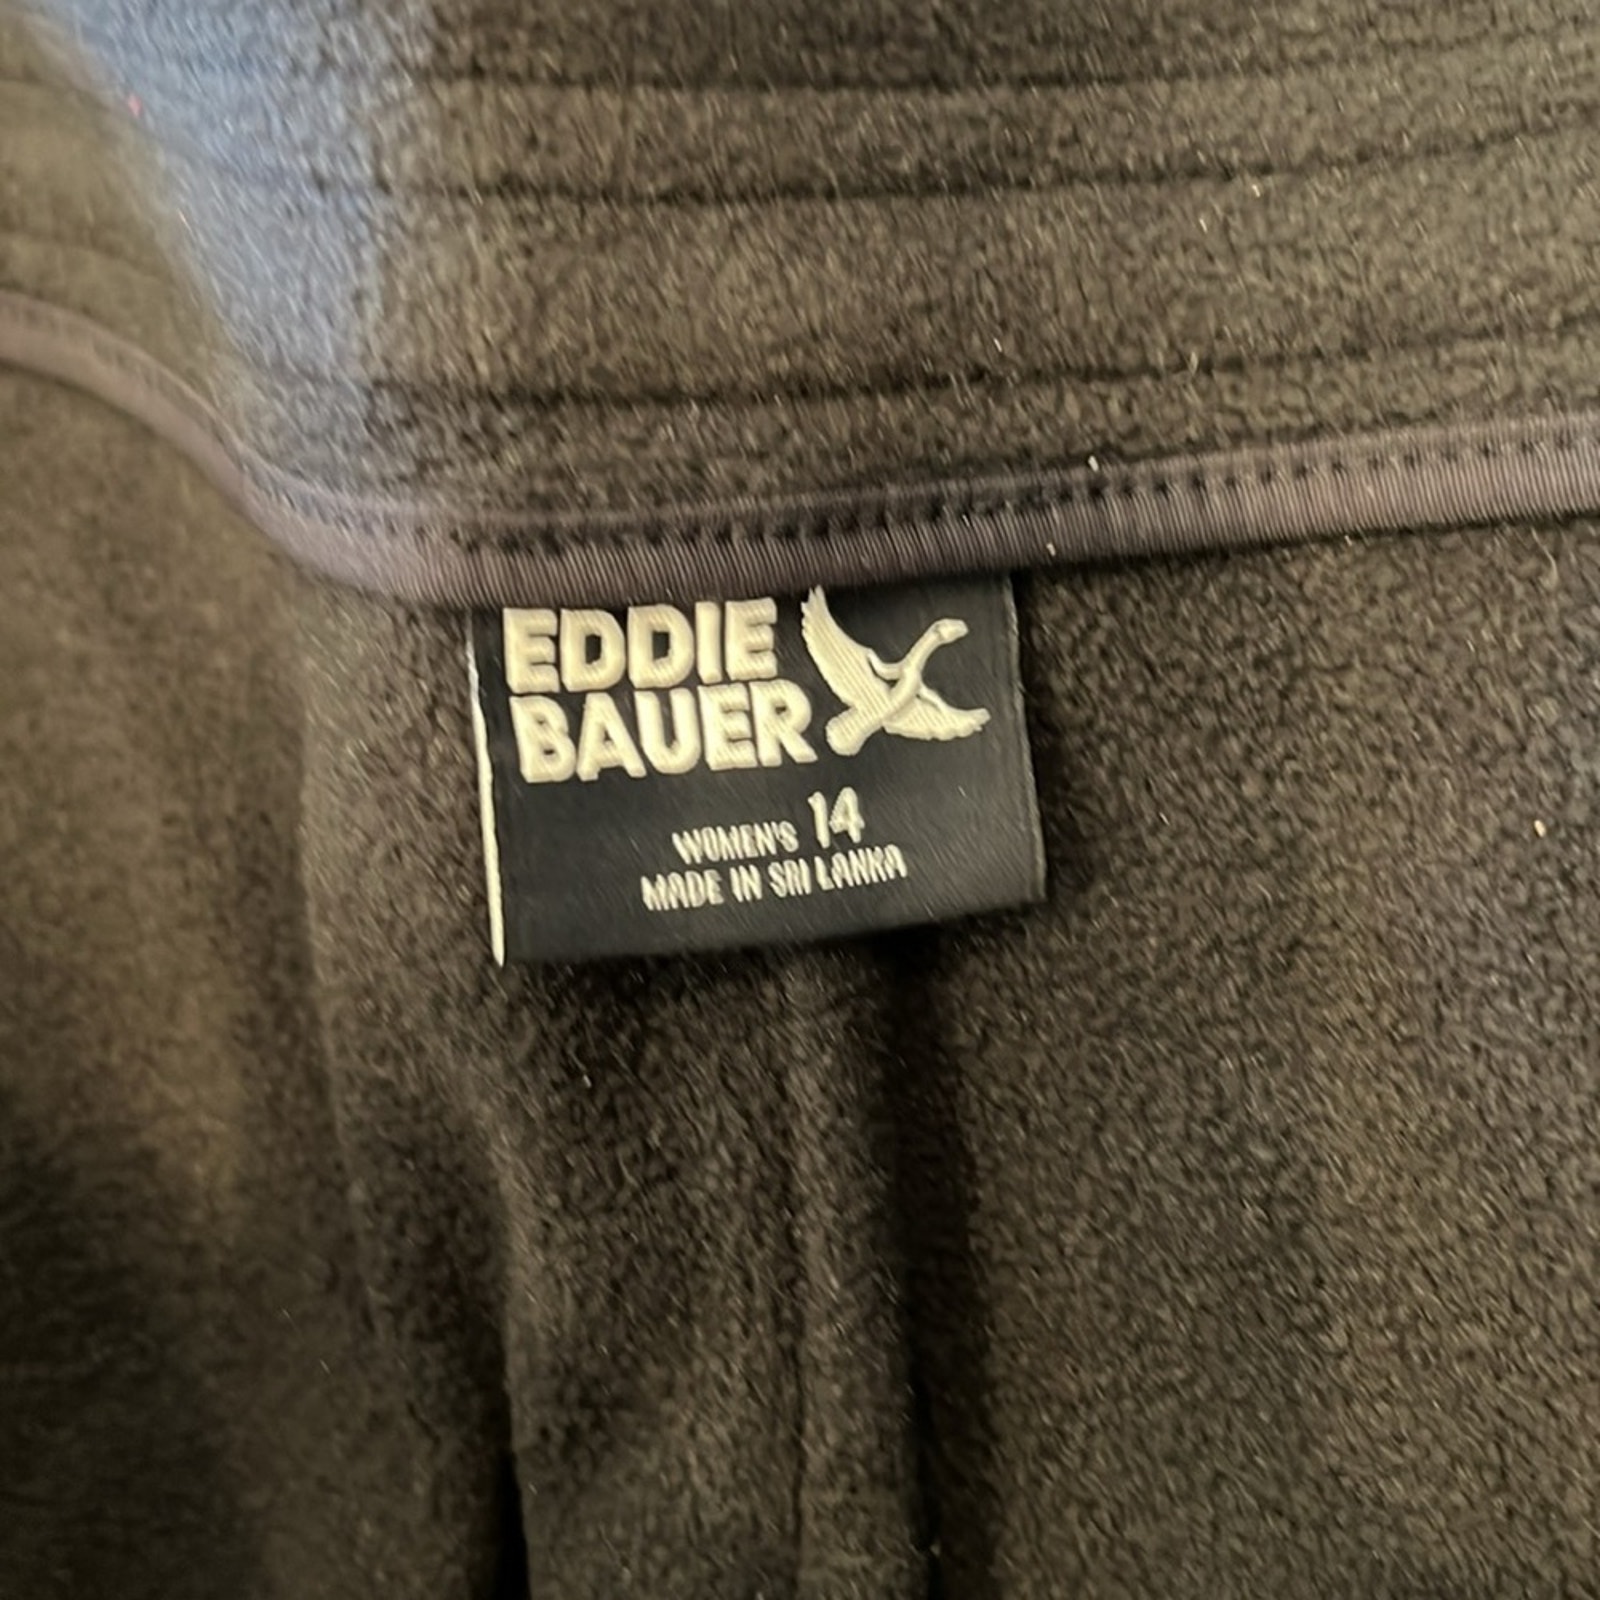 EDDIE
BAUER
WOMEN'S 14
MADE IN SRI LANKA